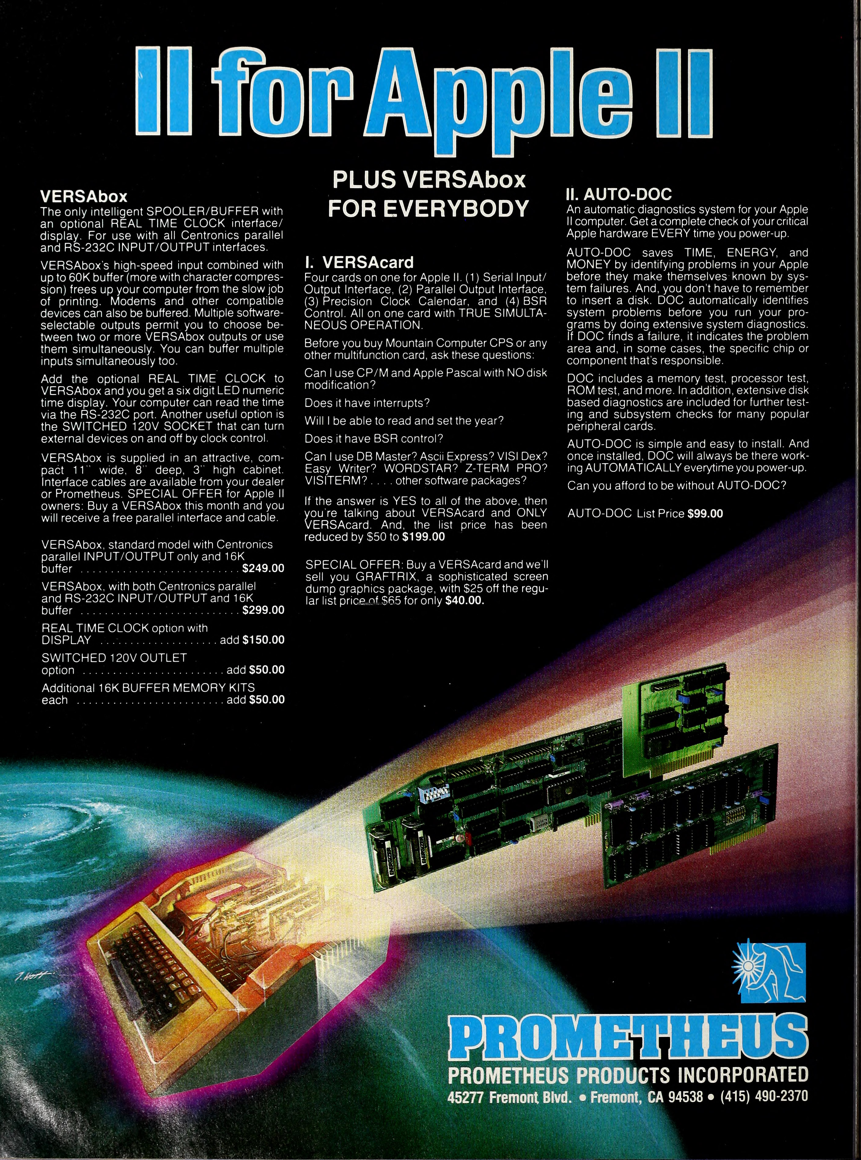 II for Apple II
PLUS VERSAbox
FOR EVERYBODY
VERSAbox
The only intelligent SPOOLER/BUFFER with
an optional REAL TIME CLOCK interface/
display. For use with all Centronics parallel
and RS-232C INPUT/OUTPUT interfaces.
VERSAbox's high-speed input combined with
up to 60K buffer (more with character compres-
sion) frees up your computer from the slow job
of printing. Modems and other compatible
devices can also be buffered. Multiple software-
selectable outputs permit you to choose be-
tween two or more VERSAbox outputs or use
them simultaneously. You can buffer multiple
inputs simultaneously too.
Add the optional REAL TIME CLOCK to
VERSAbox and you get a six digit LED numeric
time display. Your computer can read the time
via the RS-232C port. Another useful option is
the SWITCHED 120V SOCKET that can turn
external devices on and off by clock control.
VERSAbox is supplied in an attractive, com-
pact 11" wide, 8" deep, 3" high cabinet.
Interface cables are available from your dealer
or Prometheus. SPECIAL OFFER for Apple II
owners: Buy a VERSAbox this month and you
will receive a free parallel interface and cable.
VERSAbox, standard model with Centronics
parallel INPUT/OUTPUT only and 16K
buffer . . . . . . . . . . . . . . . . . . . . . . . . . $249.00
VERSAbox, with both Centronics parallel
and RS-232C INPUT/OUTPUT and 16K
buffer . . . . . . . . . . . . . . . . . . . . . . . . . $299.00
REAL TIME CLOCK option with
DISPLAY . . . . . . . . . . . . . . . . . . . . add $150.00
SWITCHED 120V OUTLET
option . . . . . . . . . . . . . . . . . . . . . . . add $50.00
Additional 16K BUFFER MEMORY KITS
each . . . . . . . . . . . . . . . . . . . . . . . . add $50.00
I. VERSAcard
Four cards on one for Apple II. (1) Serial Input/
Output Interface, (2) Parallel Output Interface,
(3) Precision Clock Calendar, and (4) BSR
Control. All on one card with TRUE SIMULTA-
NEOUS OPERATION.
Before you buy Mountain Computer CPS or any
other multifunction card, ask these questions:
Can I use CP/M and Apple Pascal with NO disk
modification?
Does it have interrupts?
Will I be able to read and set the year?
Does it have BSR control?
Can I use DB Master? Ascii Express? VISI Dex?
Easy Writer? WORDSTAR? Z-TERM PRO?
VISITERM? . . . . other software packages?
If the answer is YES to all of the above, then
you're talking about VERSAcard and ONLY
VERSAcard. And, the list price has been
reduced by $50 to $199.00
SPECIAL OFFER: Buy a VERSAcard and we'll
sell you GRAFTRIX, a sophisticated screen
dump graphics package, with $25 off the regu-
lar list price of $65 for only $40.00.
II. AUTO-DOC
An automatic diagnostics system for your Apple
II computer. Get a complete check of your critical
Apple hardware EVERY time you power-up.
AUTO-DOC saves TIME, ENERGY, and
MONEY by identifying problems in your Apple
before they make themselves known by sys-
tem failures. And, you don't have to remember
to insert a disk. DOC automatically identifies
system problems before you run your pro-
grams by doing extensive system diagnostics.
If DOC finds a failure, it indicates the problem
area and, in some cases, the specific chip or
component that's responsible.
DOC includes a memory test, processor test,
ROM test, and more. In addition, extensive disk
based diagnostics are included for further test-
ing and subsystem checks for many popular
peripheral cards.
AUTO-DOC is simple and easy to install. And
once installed, DOC will always be there work-
ing AUTOMATICALLY everytime you power-up.
Can you afford to be without AUTO-DOC?
AUTO-DOC List Price $99.00
PROMETHEUS
PROMETHEUS PRODUCTS INCORPORATED
45277 Fremont Blvd. • Fremont, CA 94538 • (415) 490-2370